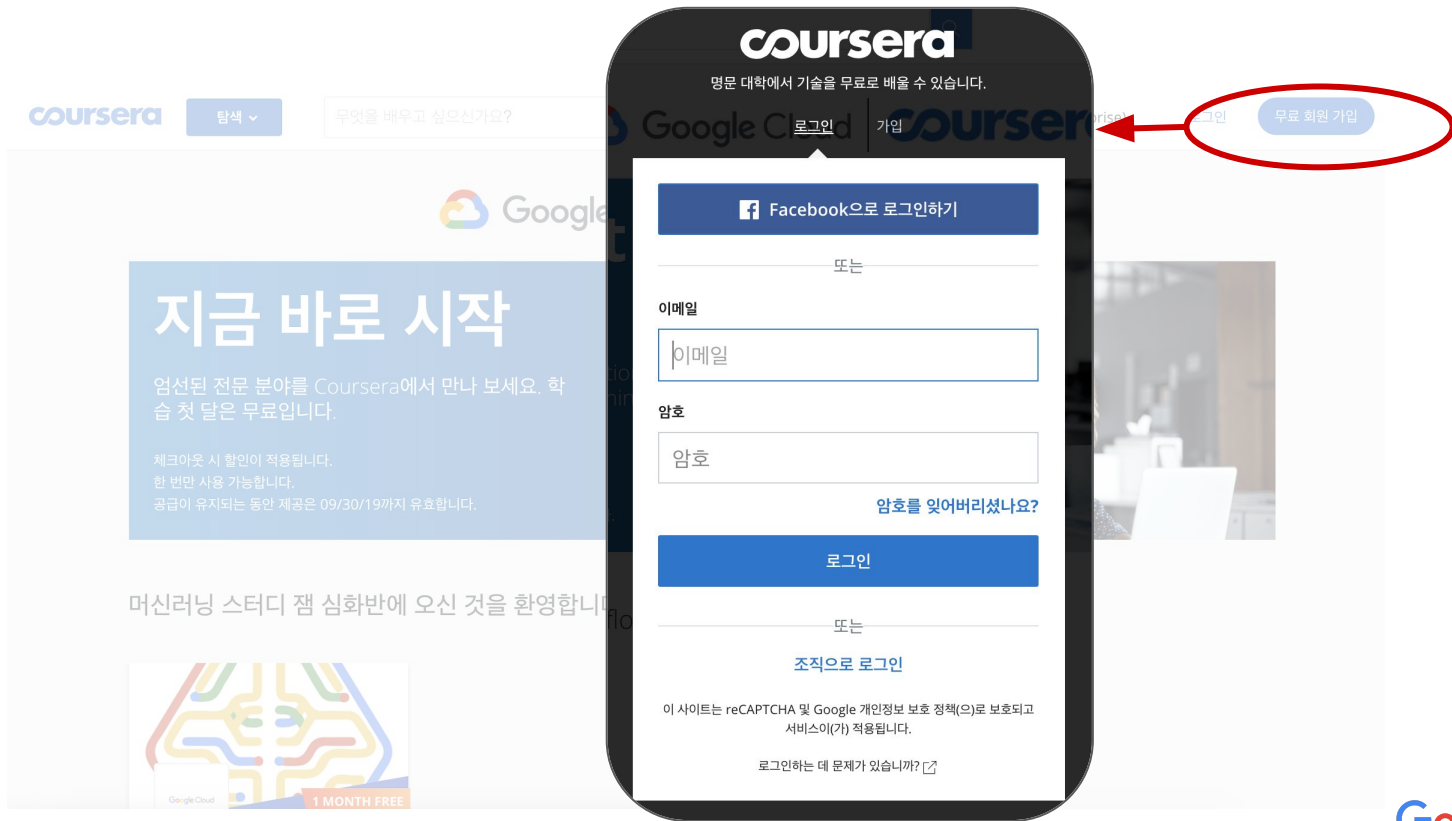 coursera
명문 대학에서 기술을 무료로 배울 수 있습니다.
coursera
탐색
무엇을 배우고 싶으신가요?
Google Cloud
로그인
가입
courser
prise)
로그인
무료 회원 가입
Google
지금 바로 시작
엄선된 전문 분야를 Coursera에서 만나 보세요. 학
습 첫 달은 무료입니다.
체크아웃 시 할인이 적용됩니다.
한 번만 사용 가능합니다.
공급이 유지되는 동안 제공은 09/30/19까지 유효합니다.
머신러닝 스터디 잼 심화반에 오신 것을 환영합니
Google Cloud
1 MONTH FREE
Facebook으로 로그인하기
또는
이메일
이메일
암호
암호
암호를 잊어버리셨나요?
로그인
또는
조직으로 로그인
이 사이트는 reCAPTCHA 및 Google 개인정보 보호 정책(으)로 보호되고
서비스이(가) 적용됩니다.
로그인하는 데 문제가 있습니까?
Go